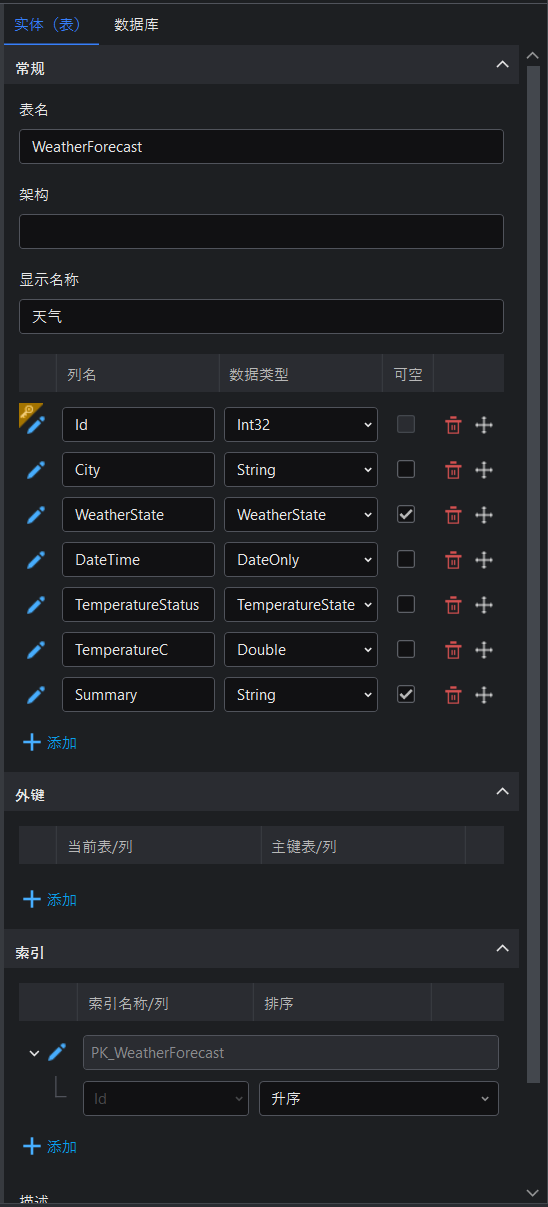 实体（表） 数据库
常规
表名
WeatherForecast
架构
显示名称
天气
列名 数据类型 可空
Id Int32
City String
WeatherState WeatherState
DateTime DateOnly
TemperatureStatus TemperatureState
TemperatureC Double
Summary String
添加
外键
当前表/列 主键表/列
添加
索引
索引名称/列 排序
PK_WeatherForecast
Id 升序
添加
描述